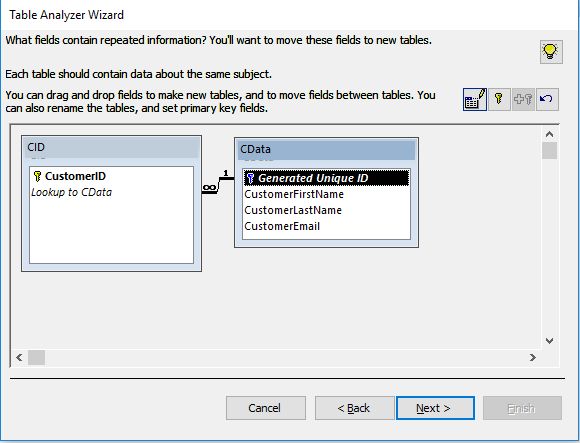 Table Analyzer Wizard
What fields contain repeated information? You'll want to move these fields to new tables.
Each table should contain data about the same subject.
You can drag and drop fields to make new tables, and to move fields between tables. You
can also rename the tables, and set primary key fields.
CID
CustomerID
Lookup to CData
∞
1
CData
Generated Unique ID
CustomerFirstName
CustomerLastName
CustomerEmail
Cancel
< Back
Next >
Finish